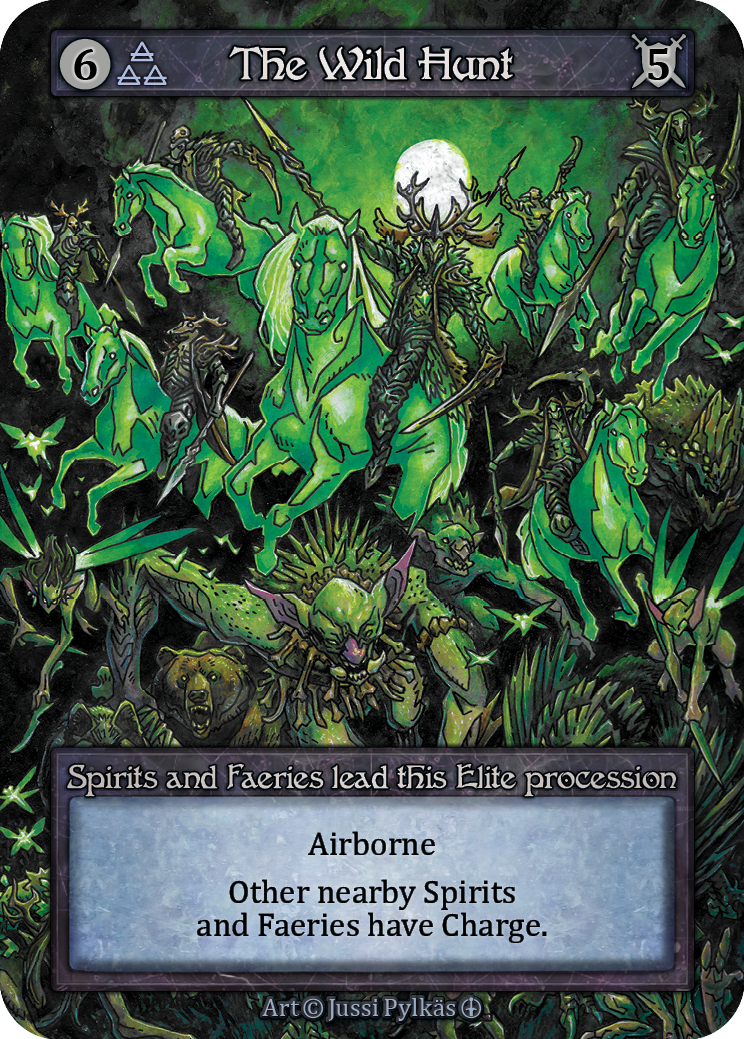 6 The Wild Hunt 5
Spirits and Faeries lead this Elite procession
Airborne
Other nearby Spirits
and Faeries have Charge.
Art © Jussi Pylkäs